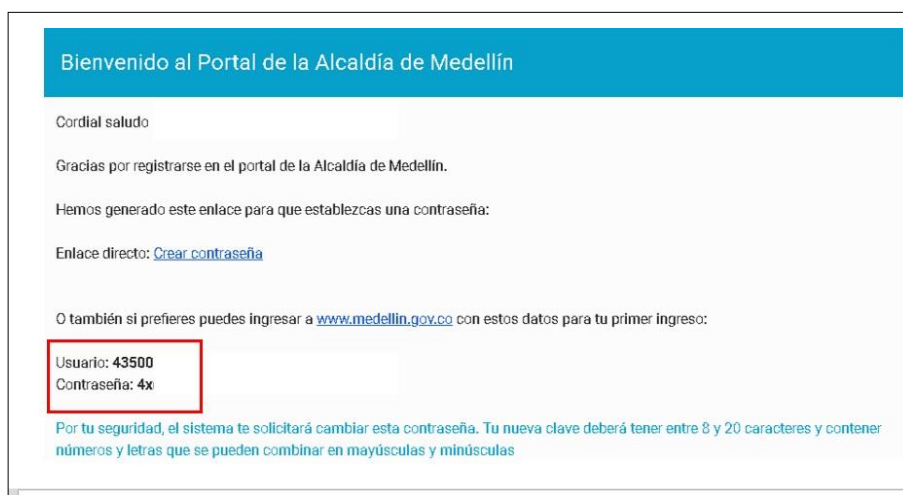 Bienvenido al Portal de la Alcaldía de Medellín
Cordial saludo
Gracias por registrarse en el portal de la Alcaldía de Medellín.
Hemos generado este enlace para que establezcas una contraseña:
Enlace directo: Crear contraseña
O también si prefieres puedes ingresar a www.medellin.gov.co con estos datos para tu primer ingreso:
Usuario: 43500
Contraseña: 4x
Por tu seguridad, el sistema te solicitará cambiar esta contraseña. Tu nueva clave deberá tener entre 8 y 20 caracteres y contener
números y letras que se pueden combinar en mayúsculas y minúsculas